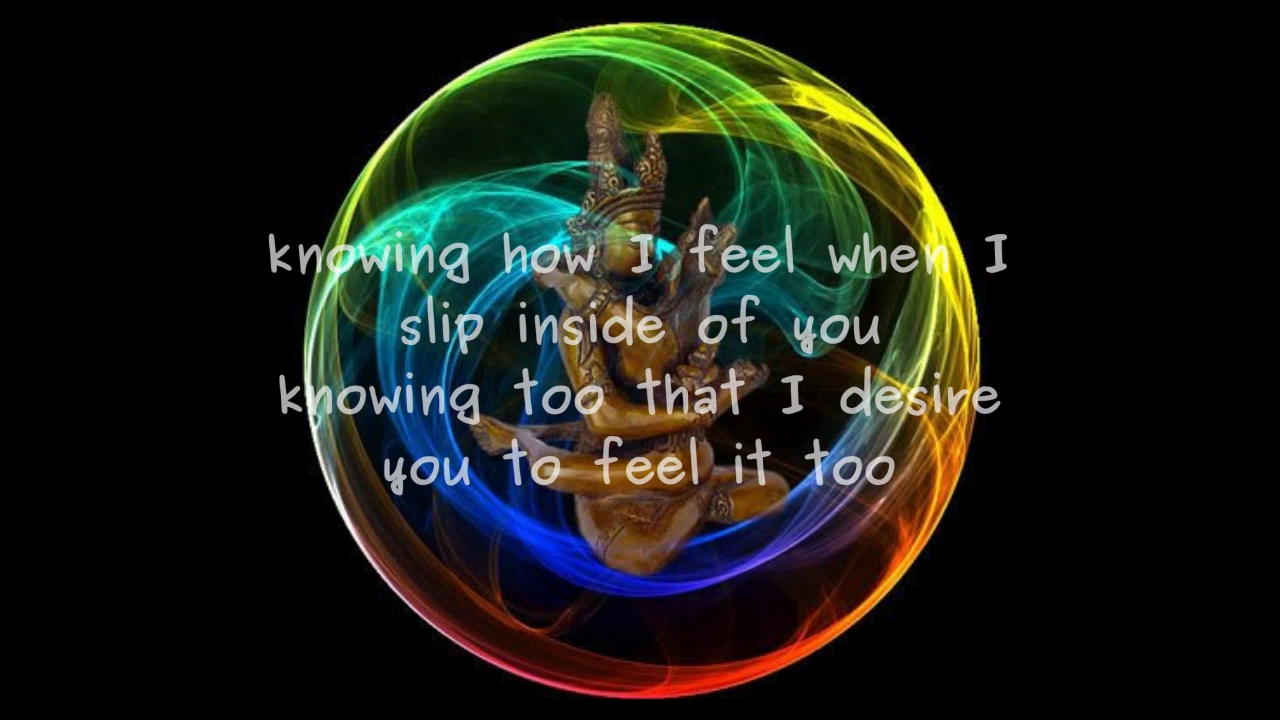 knowing how I feel when I
slip inside of you
knowing too that I desire
you to feel it too